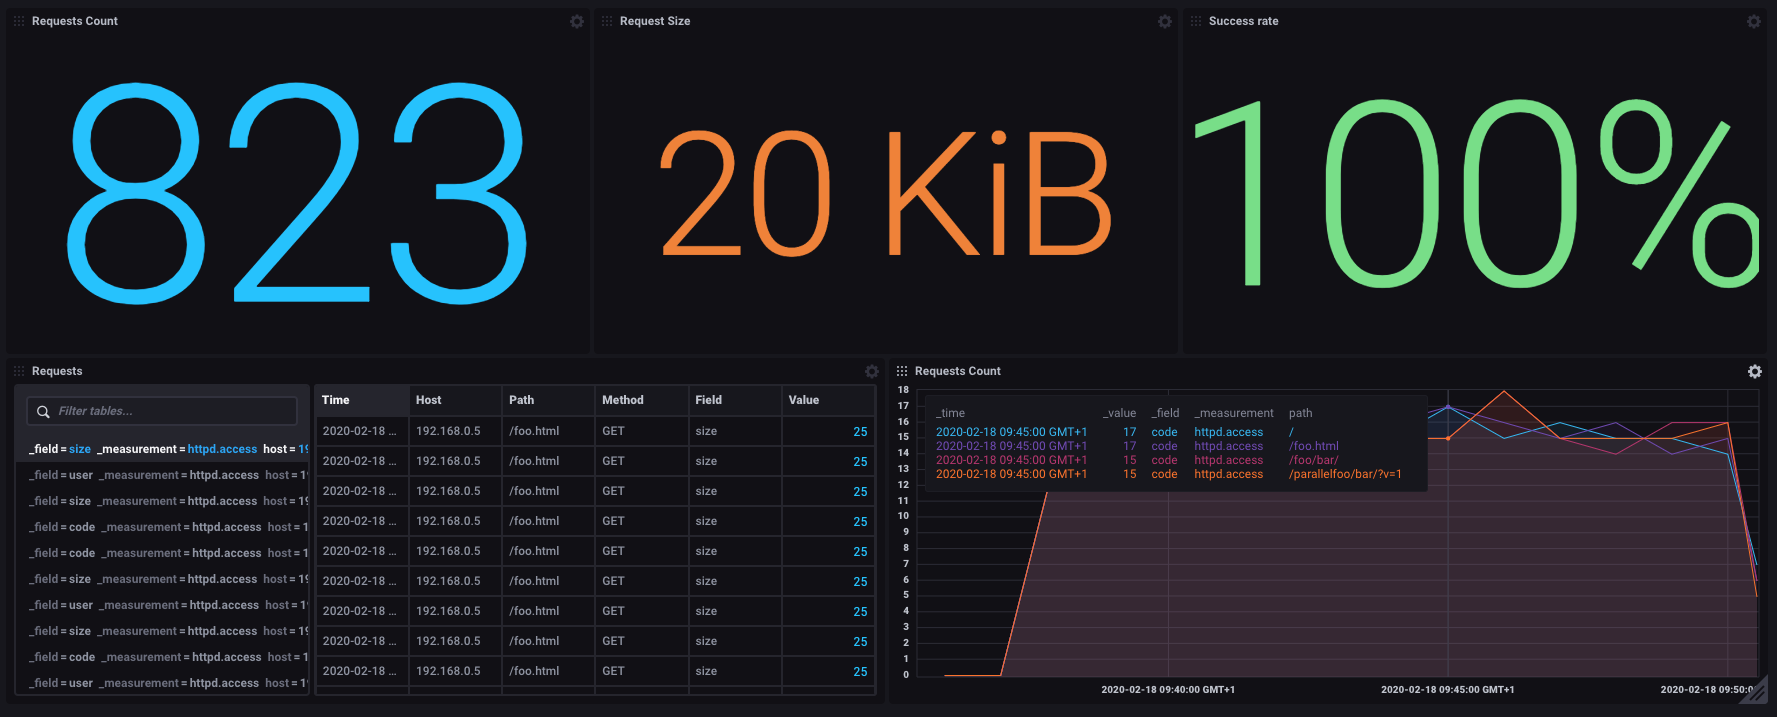 Requests Count
823
Request Size
20 KiB
Success rate
100%
Requests
Filter tables...
_field = size _measurement = httpd.access host = 19
_field = user _measurement = httpd.access host = 1
_field = size _measurement = httpd.access host = 19
_field = code _measurement = httpd.access host = 1
_field = code _measurement = httpd.access host = 1
_field = size _measurement = httpd.access host = 19
_field = user _measurement = httpd.access host = 1
_field = size _measurement = httpd.access host = 19
_field = code _measurement = httpd.access host = 1
_field = user _measurement = httpd.access host = 1
Time Host Path Method Field Value
2020-02-18 ... 192.168.0.5 /foo.html GET size 25
2020-02-18 ... 192.168.0.5 /foo.html GET size 25
2020-02-18 ... 192.168.0.5 /foo.html GET size 25
2020-02-18 ... 192.168.0.5 /foo.html GET size 25
2020-02-18 ... 192.168.0.5 /foo.html GET size 25
2020-02-18 ... 192.168.0.5 /foo.html GET size 25
2020-02-18 ... 192.168.0.5 /foo.html GET size 25
2020-02-18 ... 192.168.0.5 /foo.html GET size 25
2020-02-18 ... 192.168.0.5 /foo.html GET size 25
Requests Count
18
17
16
15
14
13
12
11
10
9
8
7
6
5
4
3
2
1
0
_time _value _field _measurement path
2020-02-18 09:45:00 GMT+1 17 code httpd.access /
2020-02-18 09:45:00 GMT+1 17 code httpd.access /foo.html
2020-02-18 09:45:00 GMT+1 15 code httpd.access /foo/bar/
2020-02-18 09:45:00 GMT+1 15 code httpd.access /parallelfoo/bar/?v=1
2020-02-18 09:40:00 GMT+1 2020-02-18 09:45:00 GMT+1 2020-02-18 09:50:0